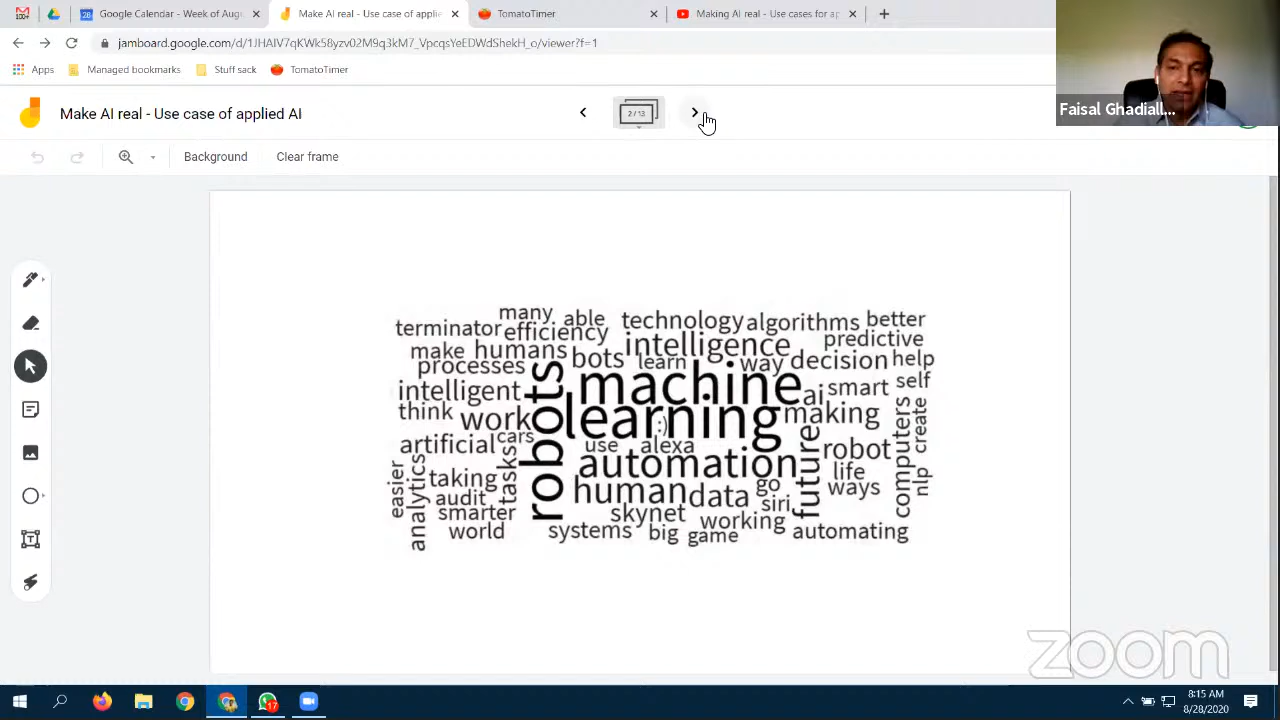 Google Calendar - Week of Aug
Make AI real - Use case of applied
TomatoTimer
Making AI real - Use cases for ap
jamboard.google.com/d/1JHAIV7qKWk58yzv02M9q3kM7_VpcqsYeEDWdShekH_o/viewer?f=1
Apps
Managed bookmarks
Stuff sack
TomatoTimer
Faisal Ghadiall...
Make AI real - Use case of applied AI
2 / 13
Background
Clear frame
many able technology algorithms better
terminator efficiency intelligence predictive
make humans bots learn way decision help
processes machine ai smart self
intelligent robots learning making
think work :) computers create
artificial cars use alexa future robot
easier analytics taking tasks automation life
audit human data go siri ways nlp
smarter skynet working
world systems big game automating
zoom
17
8:15 AM
8/28/2020